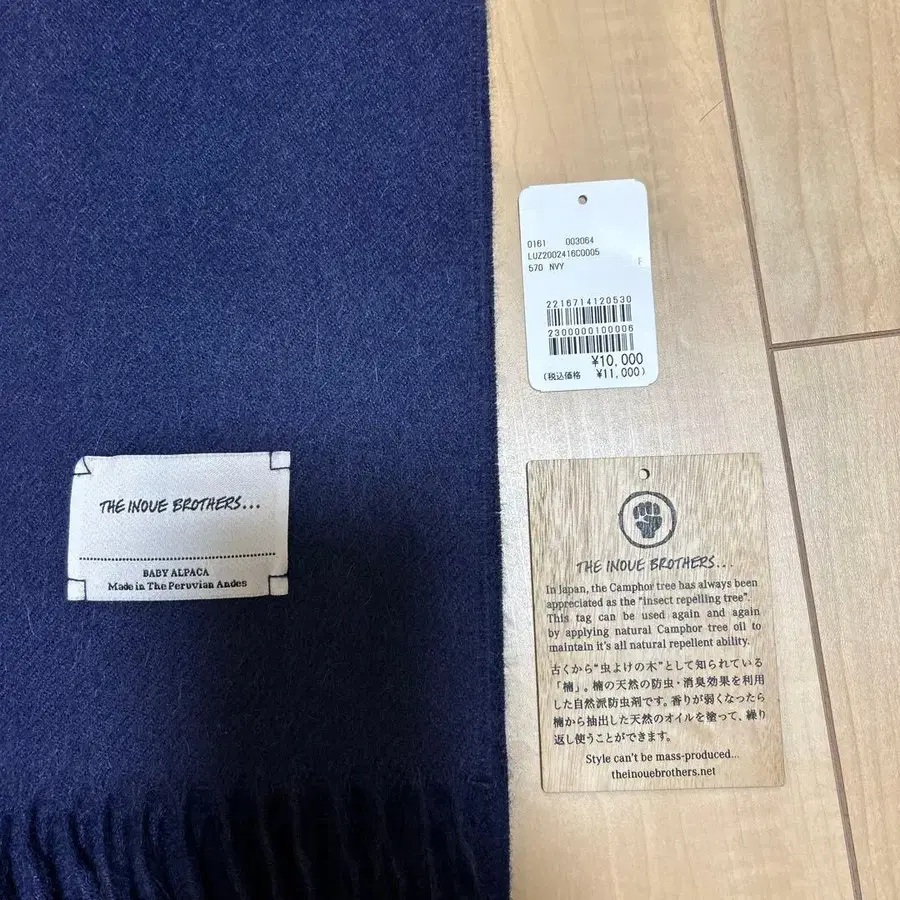 THE INOUE BROTHERS...
BABY ALPACA
Made in The Peruvian Andes
0161 003064
LUZ2002416C0005
570 NVY F
2216714120530
2300000100006
¥10,000
(税込価格 ¥11,000)
THE INOUE BROTHERS...
In Japan, the Camphor tree has always been
appreciated as the "insect repelling tree".
This tag can be used again and again
by applying natural Camphor tree oil to
maintain it's all natural repellent ability.
古くから“虫よけの木”として知られている
「楠」。楠の天然の防虫・消臭効果を利用
した自然派防虫剤です。香りが弱くなったら
楠から抽出した天然のオイルを塗って、繰り
返し使うことができます。
Style can't be mass-produced...
theinouebrothers.net